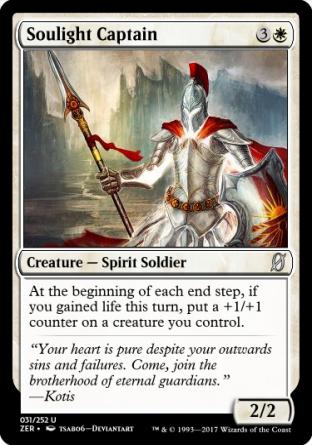 Soulight Captain 3
Creature — Spirit Soldier
At the beginning of each end step, if
you gained life this turn, put a +1/+1
counter on a creature you control.
"Your heart is pure despite your outwards
sins and failures. Come, join the
brotherhood of eternal guardians."
—Kotis
2/2
031/252 U
ZER • TSABO6–DEVIANTART ™ & © 1993–2017 Wizards of the Coast